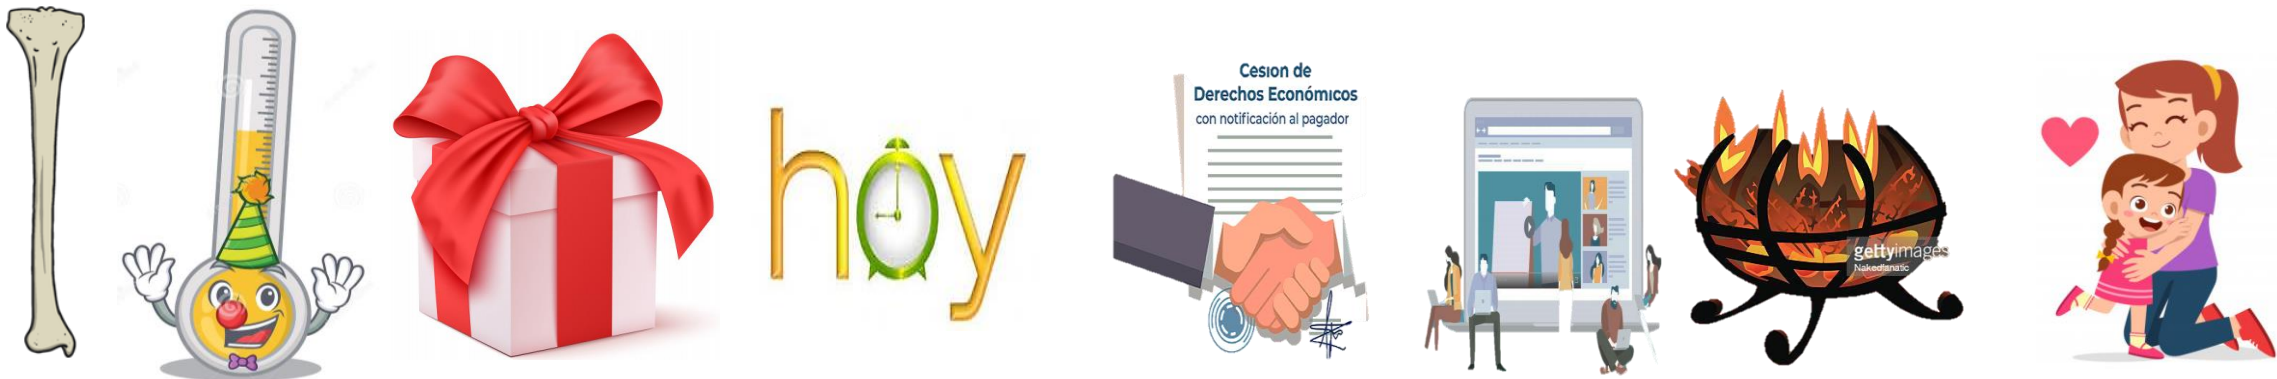 hoy
Cesion de
Derechos Económicos
con notificación al pagador
gettyimages
Nakedfanatic